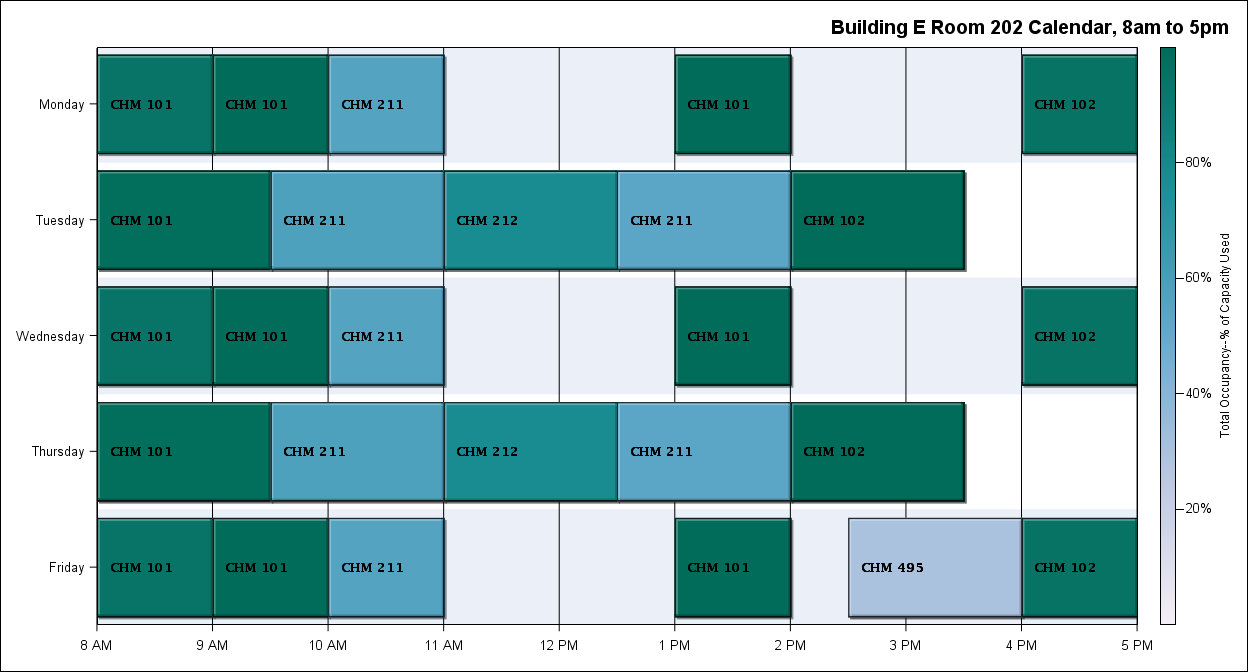 Building E Room 202 Calendar, 8am to 5pm
Monday
CHM 101
CHM 101
CHM 211
CHM 101
CHM 102
Tuesday
CHM 101
CHM 211
CHM 212
CHM 211
CHM 102
Wednesday
CHM 101
CHM 101
CHM 211
CHM 101
CHM 102
Thursday
CHM 101
CHM 211
CHM 212
CHM 211
CHM 102
Friday
CHM 101
CHM 101
CHM 211
CHM 101
CHM 495
CHM 102
8 AM
9 AM
10 AM
11 AM
12 PM
1 PM
2 PM
3 PM
4 PM
5 PM
80%
60%
40%
20%
Total Occupancy--% of Capacity Used